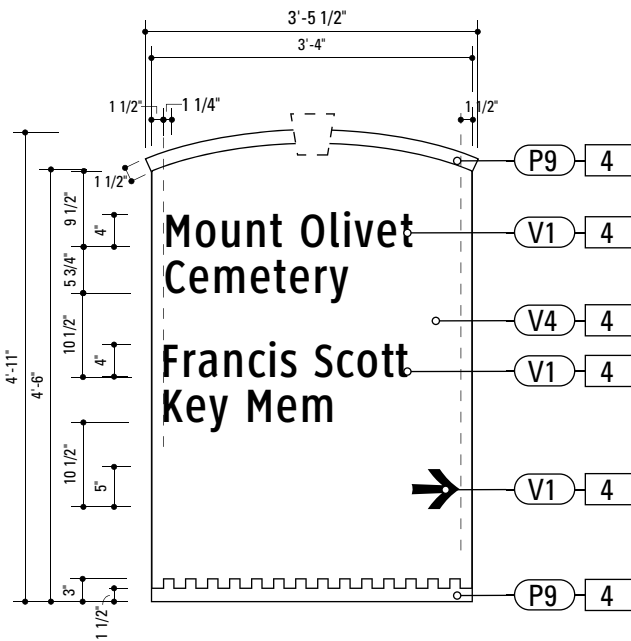 3'-5 1/2"
3'-4"
1 1/2" 1 1/4" 1 1/2"
1 1/2"
P9 4
9 1/2"
4"
Mount Olivet
V1 4
Cemetery
5 3/4"
V4 4
10 1/2"
4"
Francis Scott
V1 4
Key Mem
4'-11"
4'-6"
10 1/2"
5"
V1 4
3"
1 1/2"
P9 4